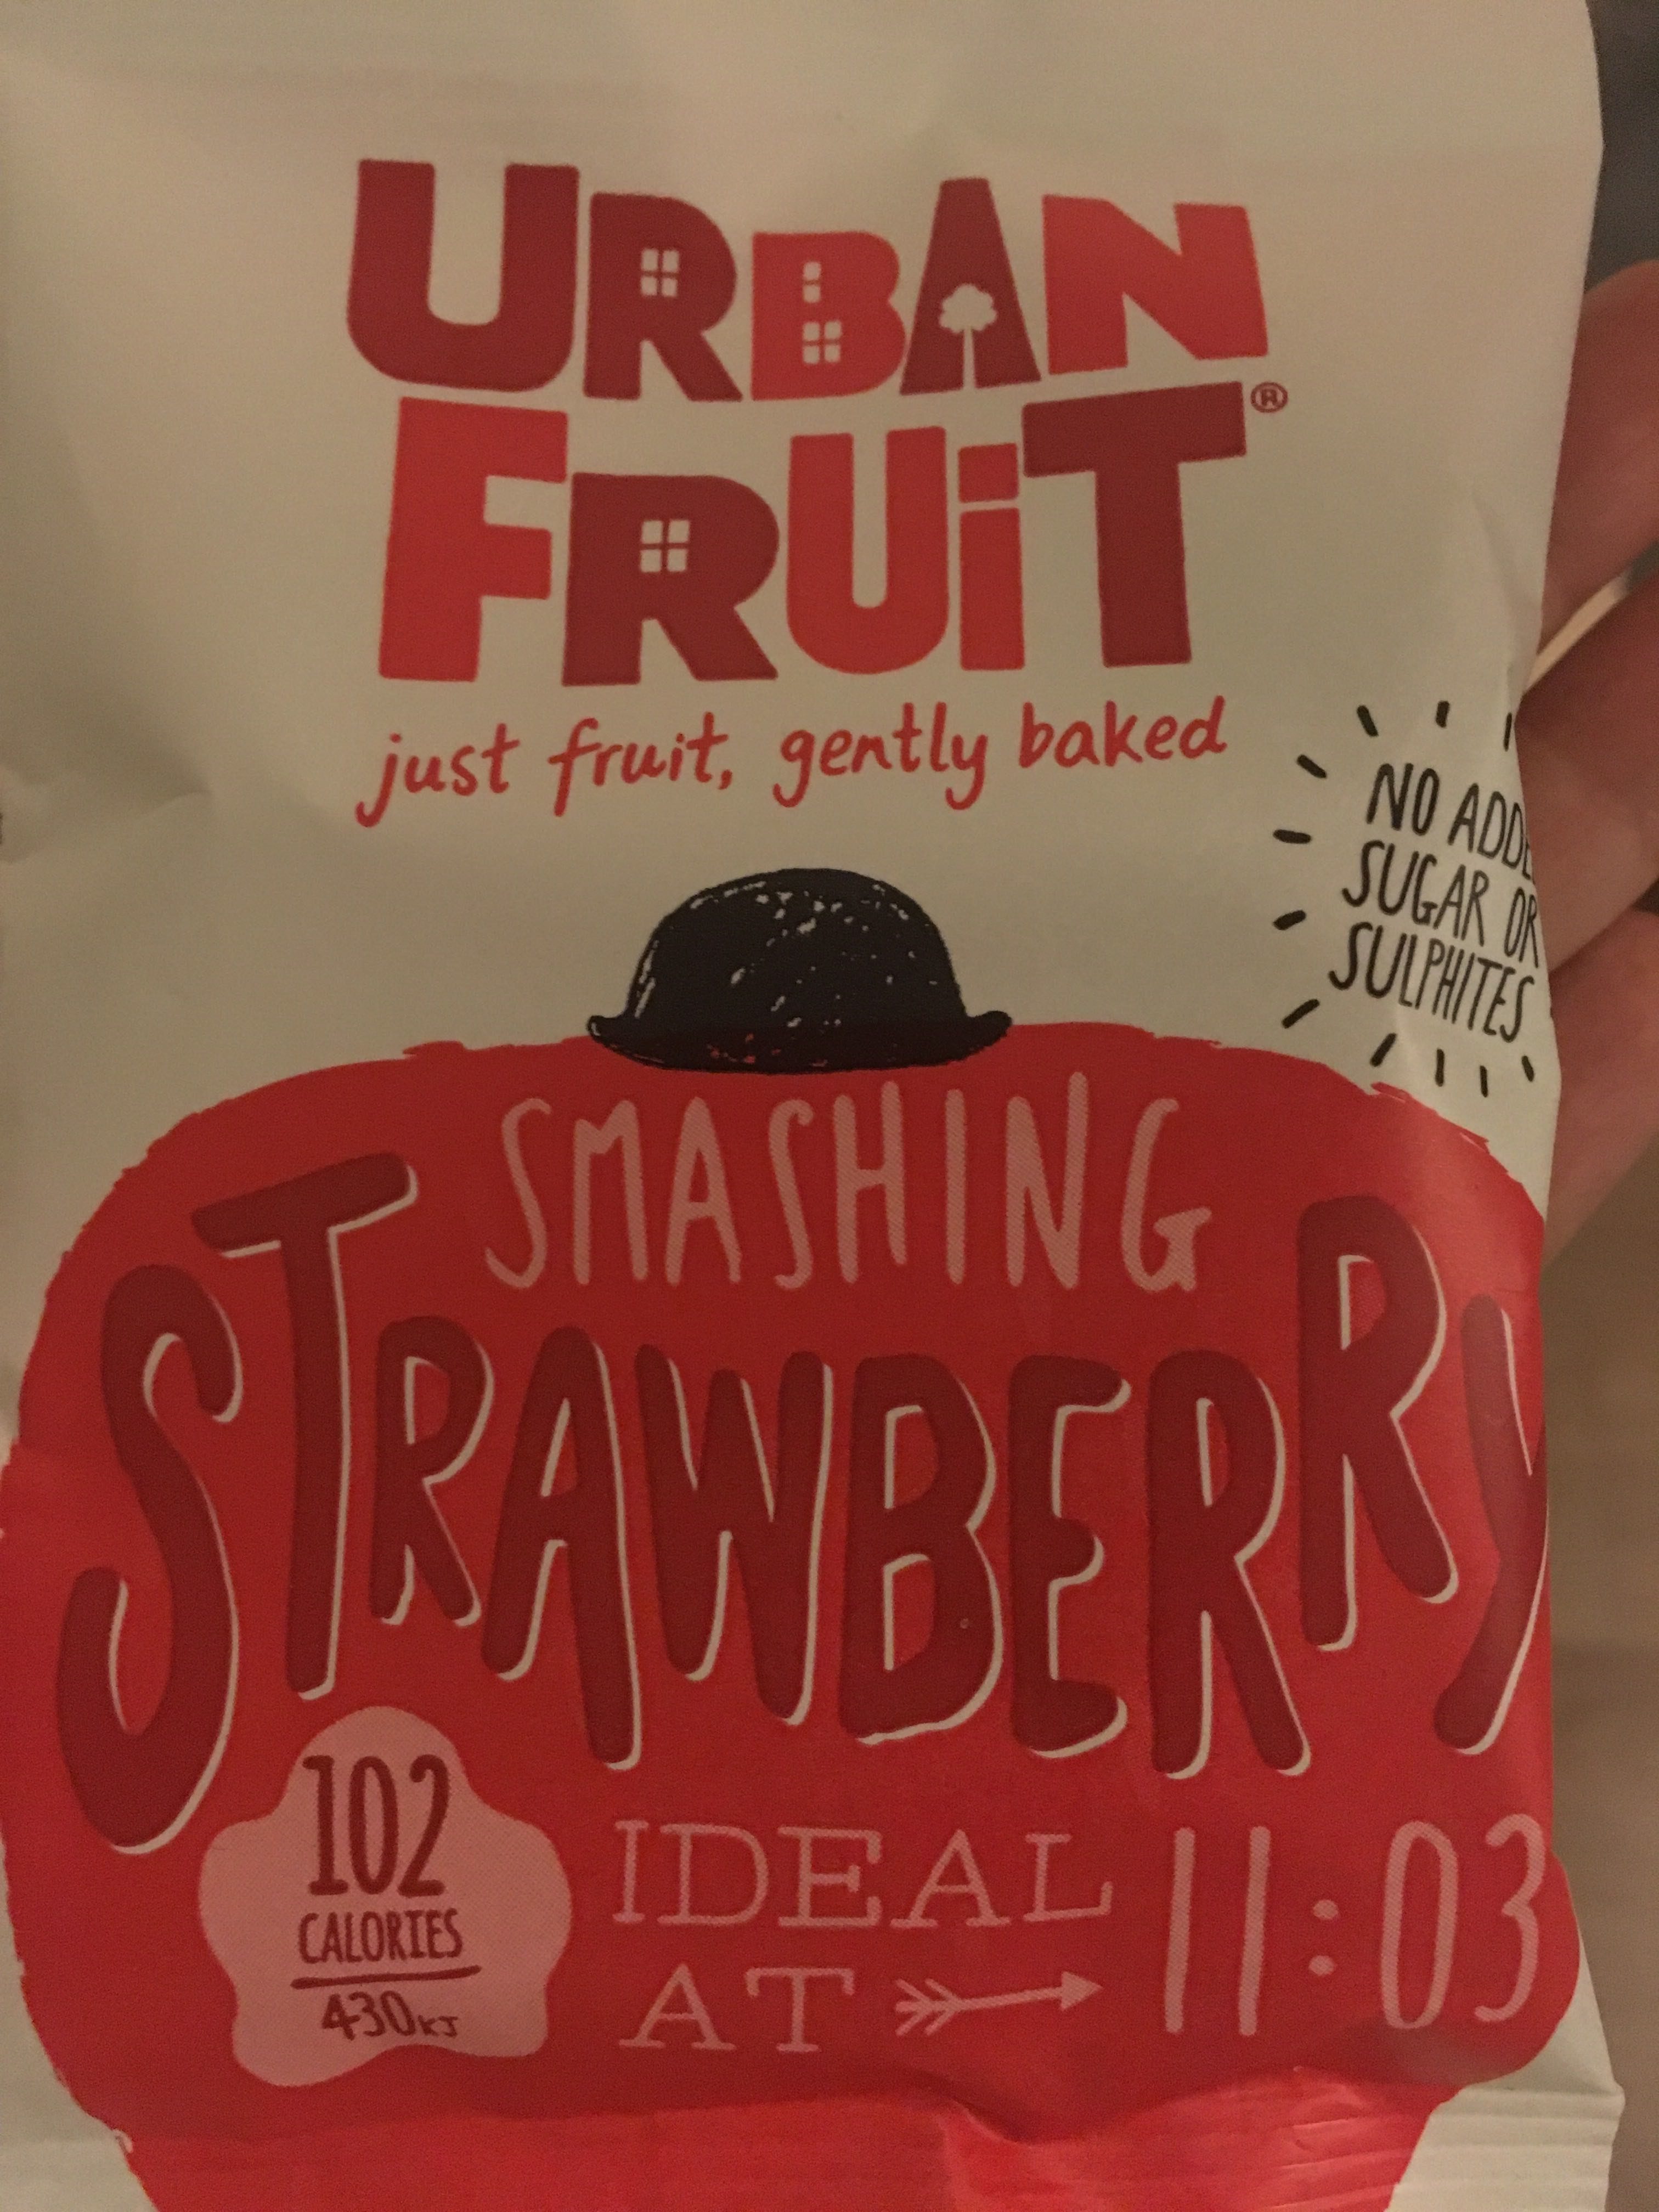 URBAN
FRUiT®
just fruit, gently baked
NO ADDE
SUGAR OR
SULPHITES
SMASHING
STRAWBERRY
102
CALORIES
430KJ
IDEAL
AT
11:03